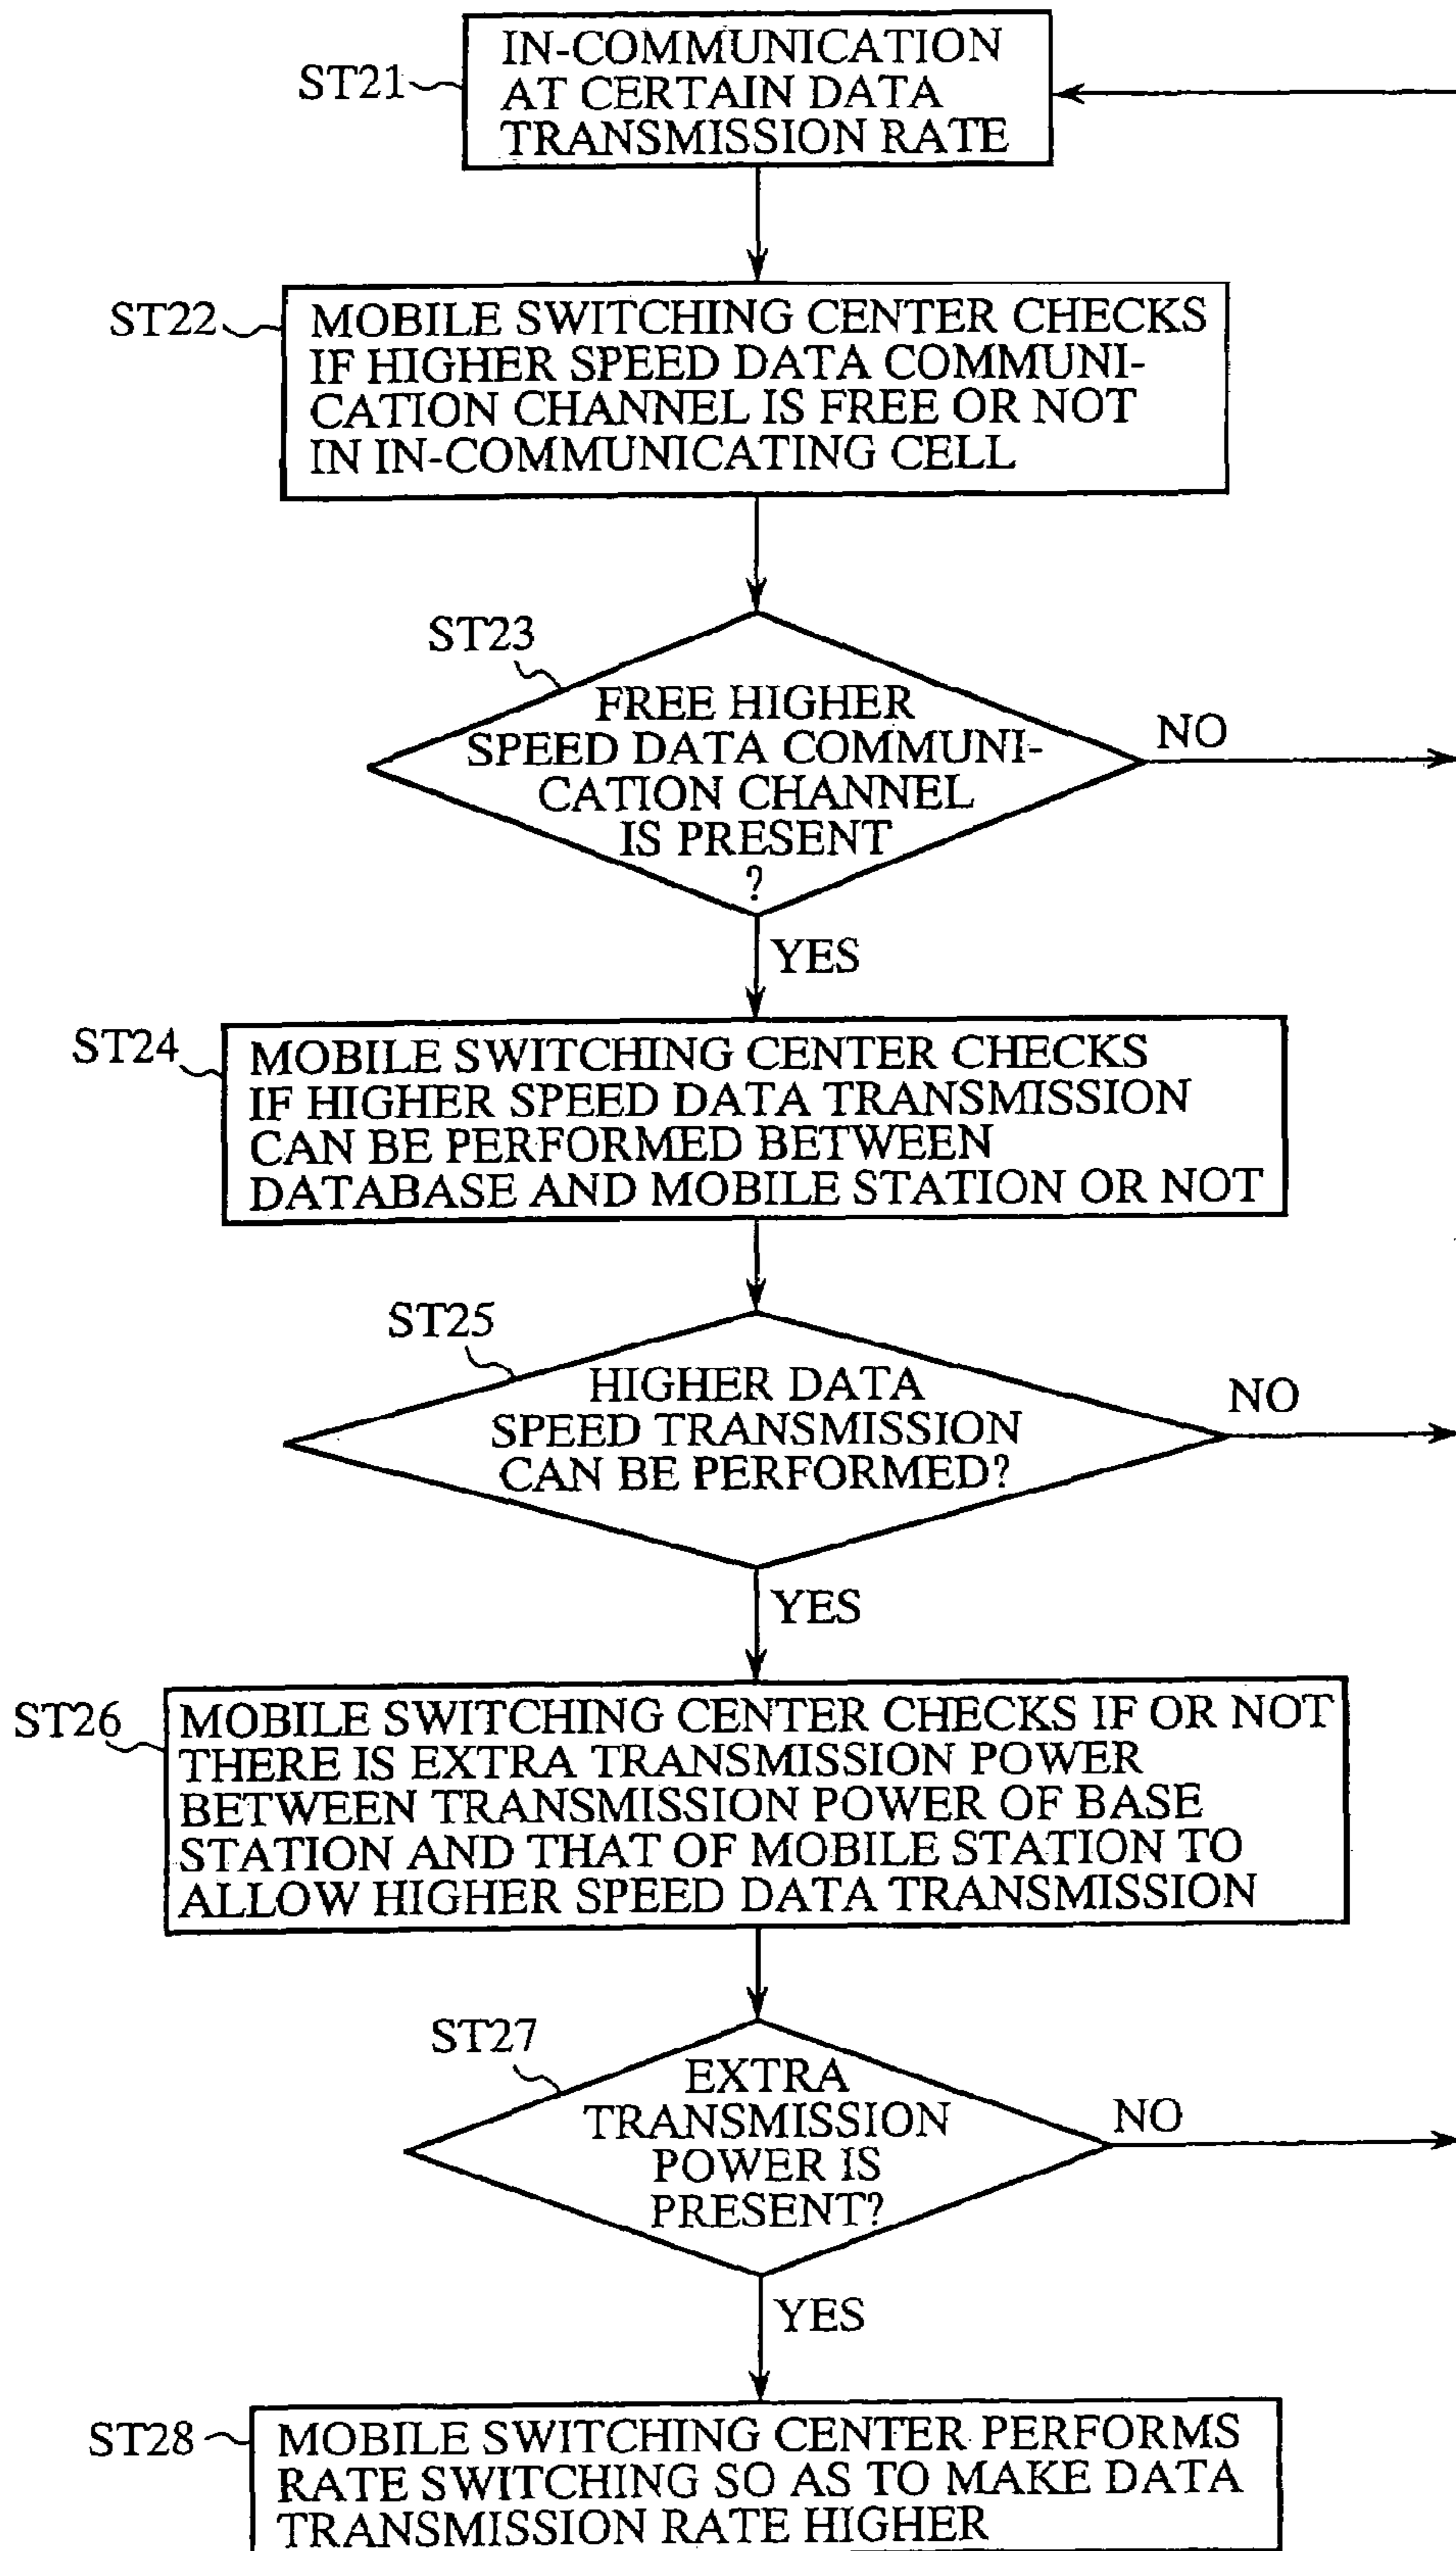 ST21
IN-COMMUNICATION
AT CERTAIN DATA
TRANSMISSION RATE
ST22
MOBILE SWITCHING CENTER CHECKS
IF HIGHER SPEED DATA COMMUNI-
CATION CHANNEL IS FREE OR NOT
IN IN-COMMUNICATING CELL
ST23
FREE HIGHER
SPEED DATA COMMUNI-
CATION CHANNEL
IS PRESENT
?
NO
YES
ST24
MOBILE SWITCHING CENTER CHECKS
IF HIGHER SPEED DATA TRANSMISSION
CAN BE PERFORMED BETWEEN
DATABASE AND MOBILE STATION OR NOT
ST25
HIGHER DATA
SPEED TRANSMISSION
CAN BE PERFORMED?
NO
YES
ST26
MOBILE SWITCHING CENTER CHECKS IF OR NOT
THERE IS EXTRA TRANSMISSION POWER
BETWEEN TRANSMISSION POWER OF BASE
STATION AND THAT OF MOBILE STATION TO
ALLOW HIGHER SPEED DATA TRANSMISSION
ST27
EXTRA
TRANSMISSION
POWER IS
PRESENT?
NO
YES
ST28
MOBILE SWITCHING CENTER PERFORMS
RATE SWITCHING SO AS TO MAKE DATA
TRANSMISSION RATE HIGHER